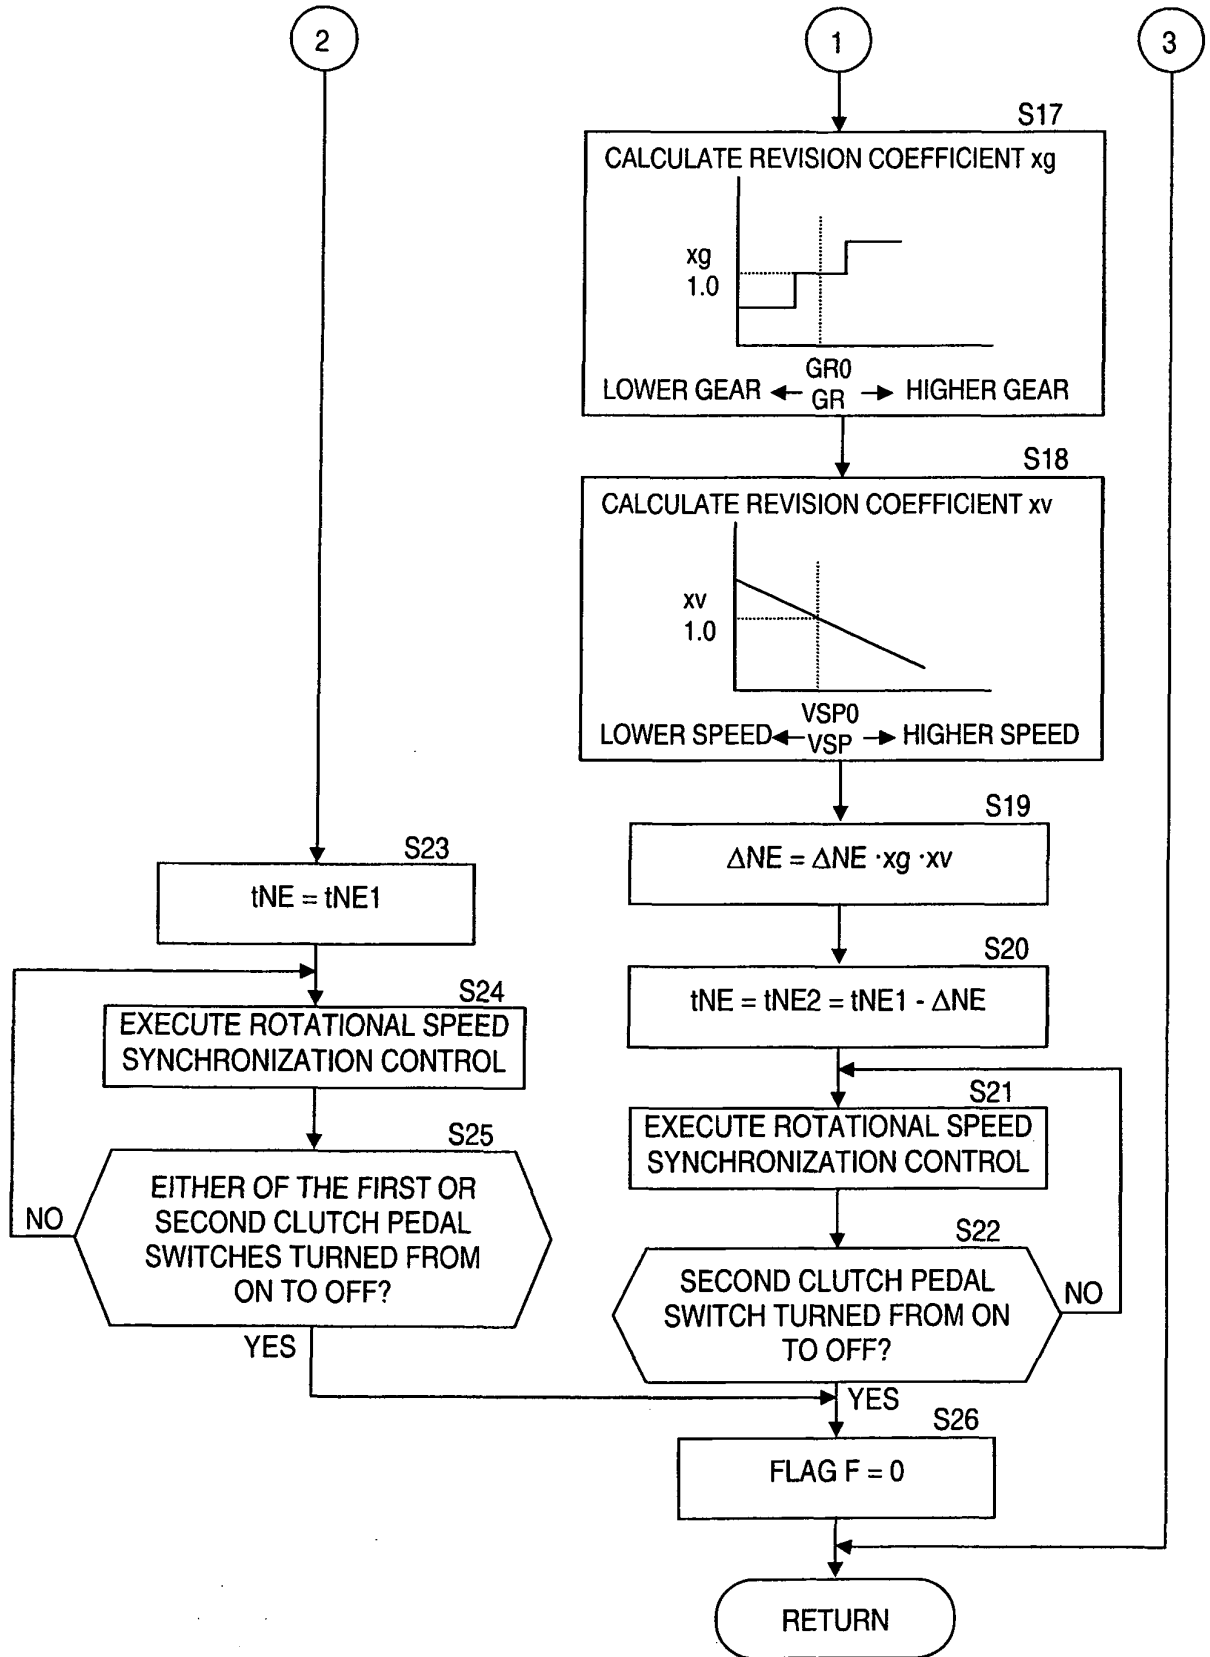 2
1
3
S17
CALCULATE REVISION COEFFICIENT xg
xg
1.0
GR0
LOWER GEAR GR HIGHER GEAR
S18
CALCULATE REVISION COEFFICIENT xv
xv
1.0
VSP0
LOWER SPEED VSP HIGHER SPEED
S19
ΔNE = ΔNE ·xg ·xv
S23
tNE = tNE1
S20
tNE = tNE2 = tNE1 - ΔNE
S24
EXECUTE ROTATIONAL SPEED
SYNCHRONIZATION CONTROL
S21
EXECUTE ROTATIONAL SPEED
SYNCHRONIZATION CONTROL
S25
EITHER OF THE FIRST OR
SECOND CLUTCH PEDAL
SWITCHES TURNED FROM
ON TO OFF?
NO
YES
S22
SECOND CLUTCH PEDAL
SWITCH TURNED FROM ON
TO OFF?
NO
YES
S26
FLAG F = 0
RETURN